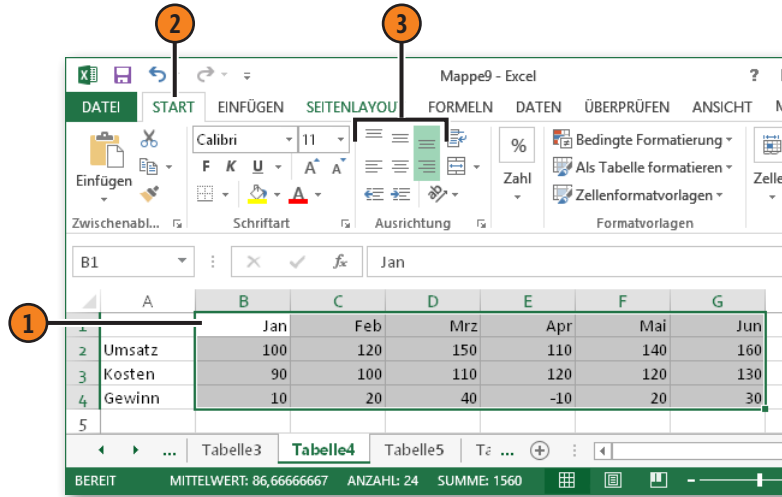 2 3
Mappe9 - Excel ?
DATEI START EINFÜGEN SEITENLAYOU FORMELN DATEN ÜBERPRÜFEN ANSICHT
Calibri 11 % Bedingte Formatierung
Einfügen F K U A A Zahl Als Tabelle formatieren Zelle
A Zellenformatvorlagen
Zwischenabl... Schriftart Ausrichtung Formatvorlagen
B1 fx Jan
A B C D E F G
1 1 Jan Feb Mrz Apr Mai Jun
2 Umsatz 100 120 150 110 140 160
3 Kosten 90 100 110 120 120 130
4 Gewinn 10 20 40 -10 20 30
5
... Tabelle3 Tabelle4 Tabelle5 Ta ...
BEREIT MITTELWERT: 86,66666667 ANZAHL: 24 SUMME: 1560